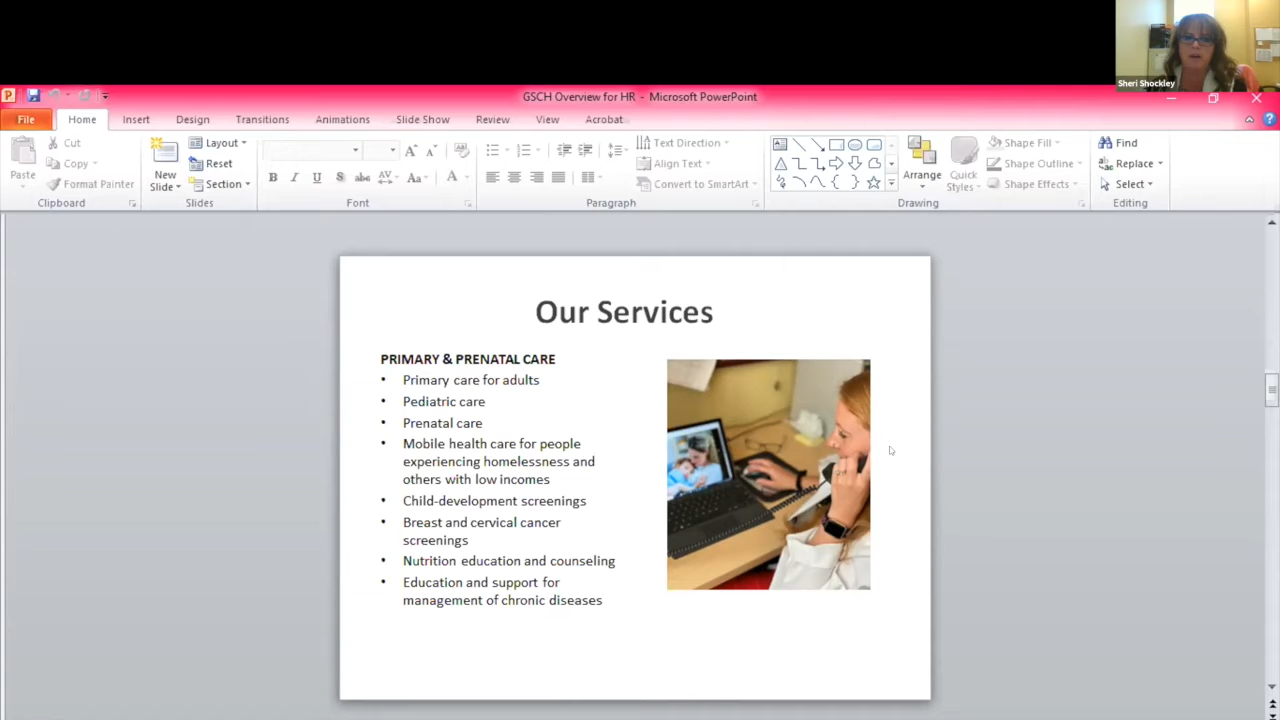 Sheri Shockley
GSCH Overview for HR - Microsoft PowerPoint
File Home Insert Design Transitions Animations Slide Show Review View Acrobat
Cut
Copy
Format Painter
Paste
Clipboard
New
Slide
Layout
Reset
Section
Slides
B I U S abc AV Aa A
Font
Text Direction
Align Text
Convert to SmartArt
Paragraph
Arrange
Quick
Styles
Shape Fill
Shape Outline
Shape Effects
Drawing
Find
Replace
Select
Editing
Our Services
PRIMARY & PRENATAL CARE
• Primary care for adults
• Pediatric care
• Prenatal care
• Mobile health care for people
experiencing homelessness and
others with low incomes
• Child-development screenings
• Breast and cervical cancer
screenings
• Nutrition education and counseling
• Education and support for
management of chronic diseases